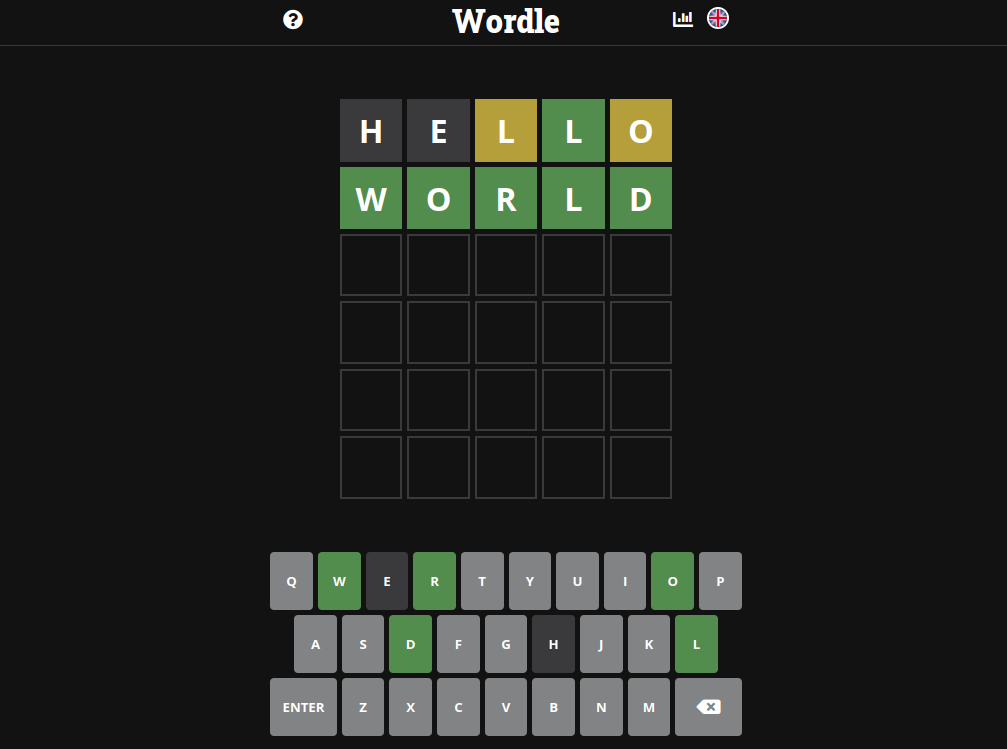 ?
Wordle
H E L L O
W O R L D
Q W E R T Y U I O P
A S D F G H J K L
ENTER Z X C V B N M